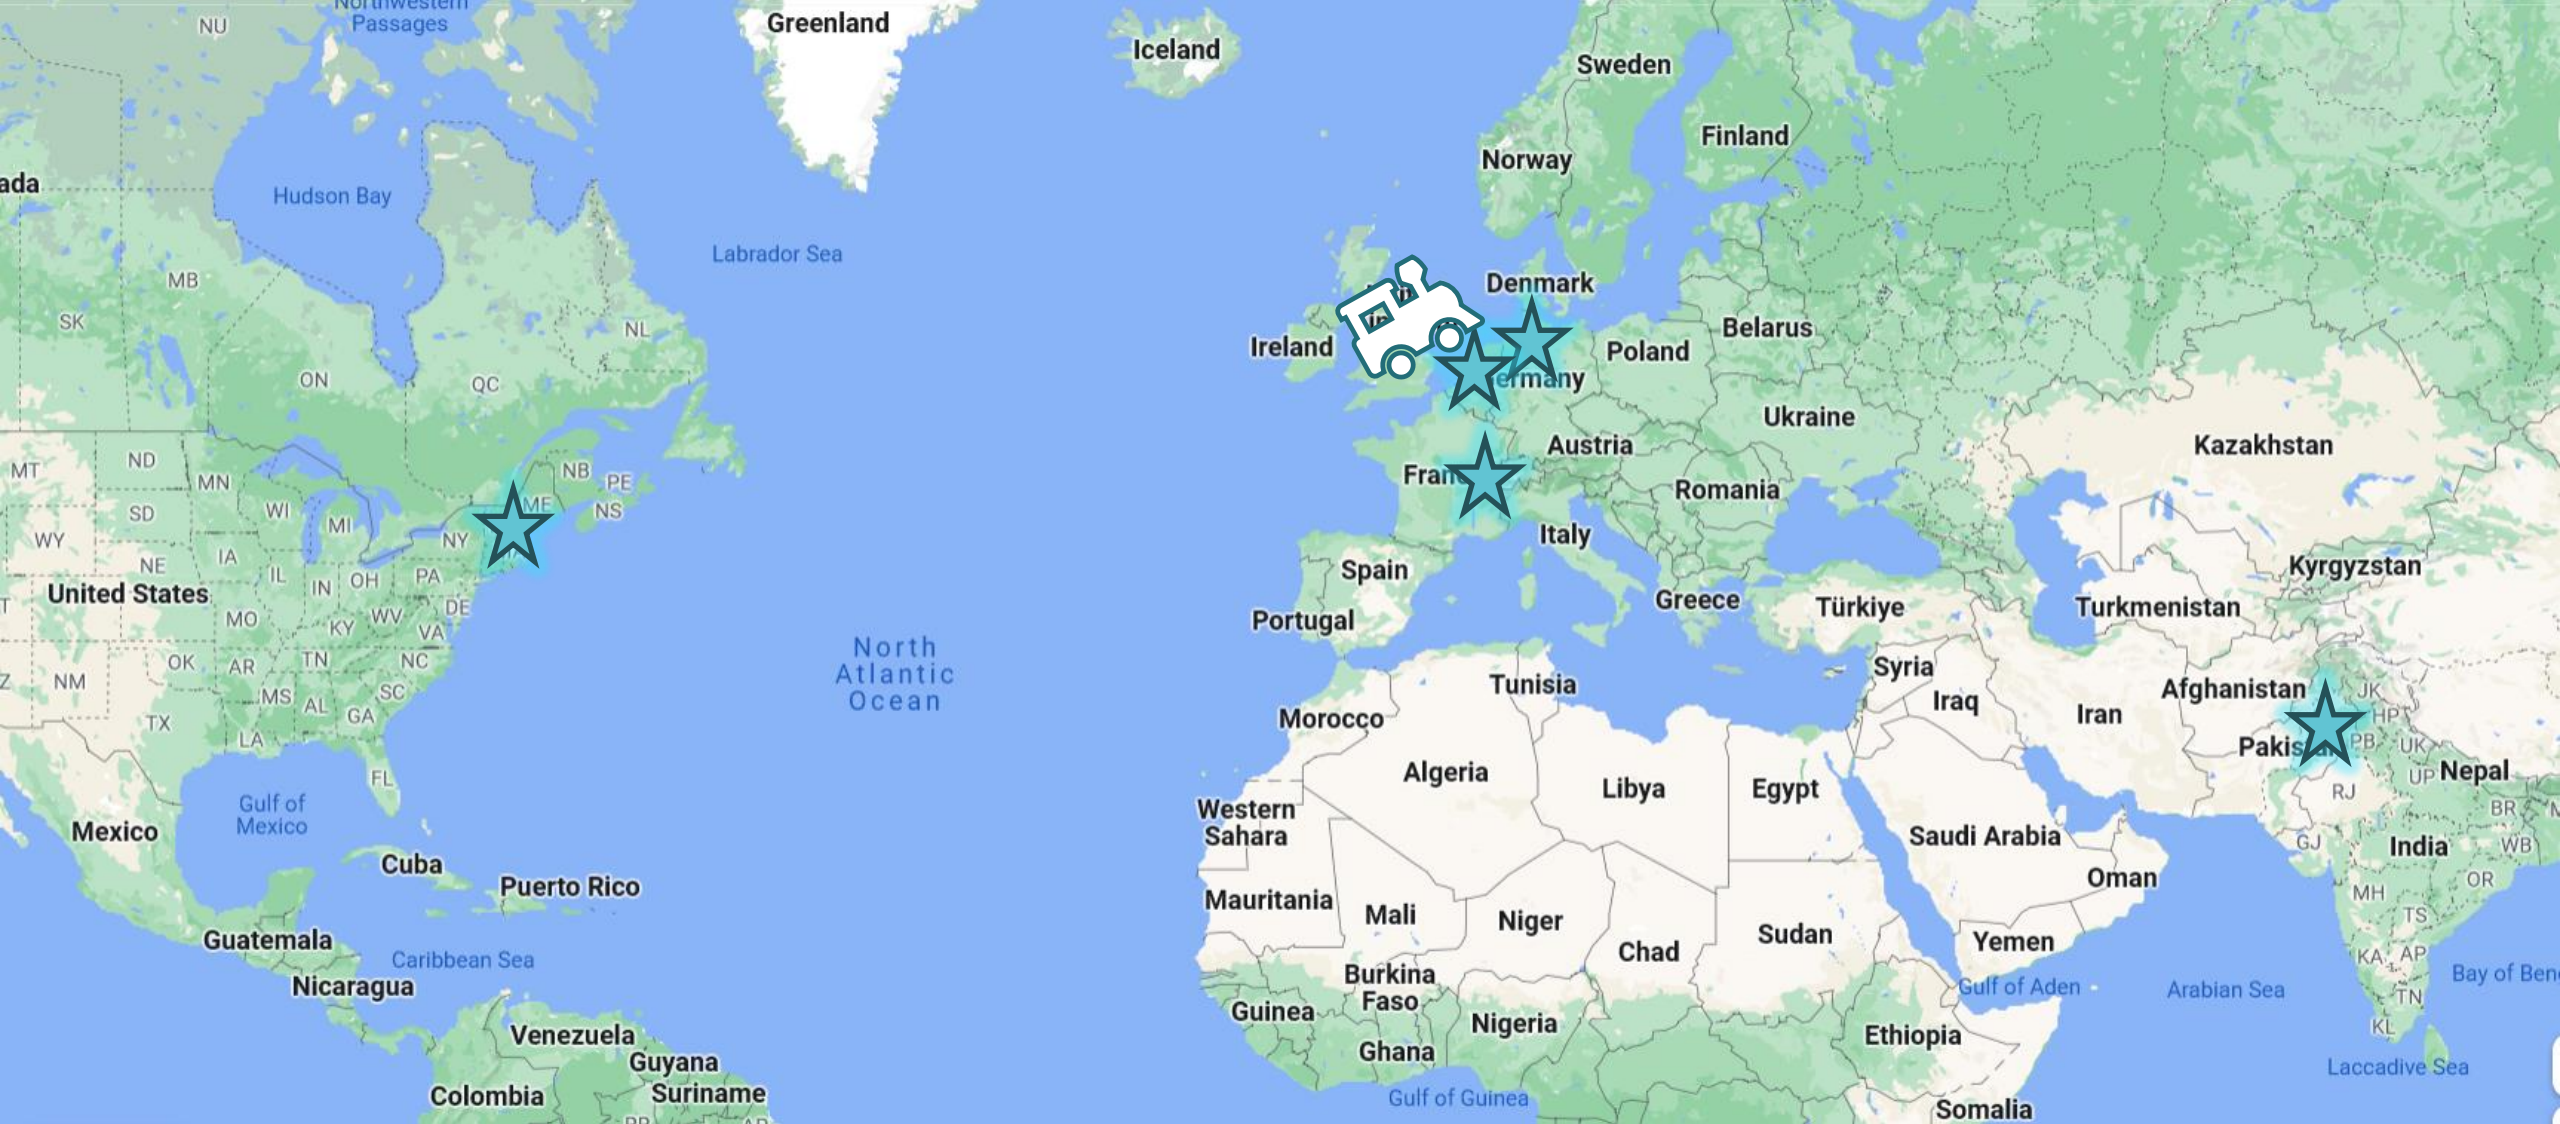 Northwestern
Passages
NU
Greenland
Iceland
Sweden
Finland
Norway
ada
Hudson Bay
Labrador Sea
MB
SK
NL
ON
QC
Denmark
Ireland
Belarus
Poland
ermany
Ukraine
Austria
Kazakhstan
Fran
Romania
Italy
MT
ND
MN
SD
WI
MI
NB
PE
ME
NS
WY
NY
NE
IA
IL
IN
OH
PA
United States
MO
KY
WV
VA
DE
OK
AR
TN
NC
NM
MS
AL
SC
GA
TX
LA
FL
Kyrgyzstan
Spain
Portugal
Greece
Türkiye
Turkmenistan
North
Atlantic
Ocean
Syria
Iraq
Iran
Afghanistan
JK
HP
Pakis
PB
UK
UP
Nepal
RJ
Tunisia
Morocco
Algeria
Libya
Egypt
Gulf of
Mexico
Mexico
Cuba
Puerto Rico
Western
Sahara
Saudi Arabia
Oman
BR
GJ
India
WB
OR
MH
TS
KA
AP
TN
KL
Mauritania
Mali
Niger
Chad
Sudan
Yemen
Guatemala
Caribbean Sea
Nicaragua
Burkina
Faso
Guinea
Nigeria
Ghana
Gulf of Aden
Arabian Sea
Bay of Ben
Ethiopia
Laccadive Sea
Venezuela
Guyana
Suriname
Colombia
Gulf of Guinea
Somalia